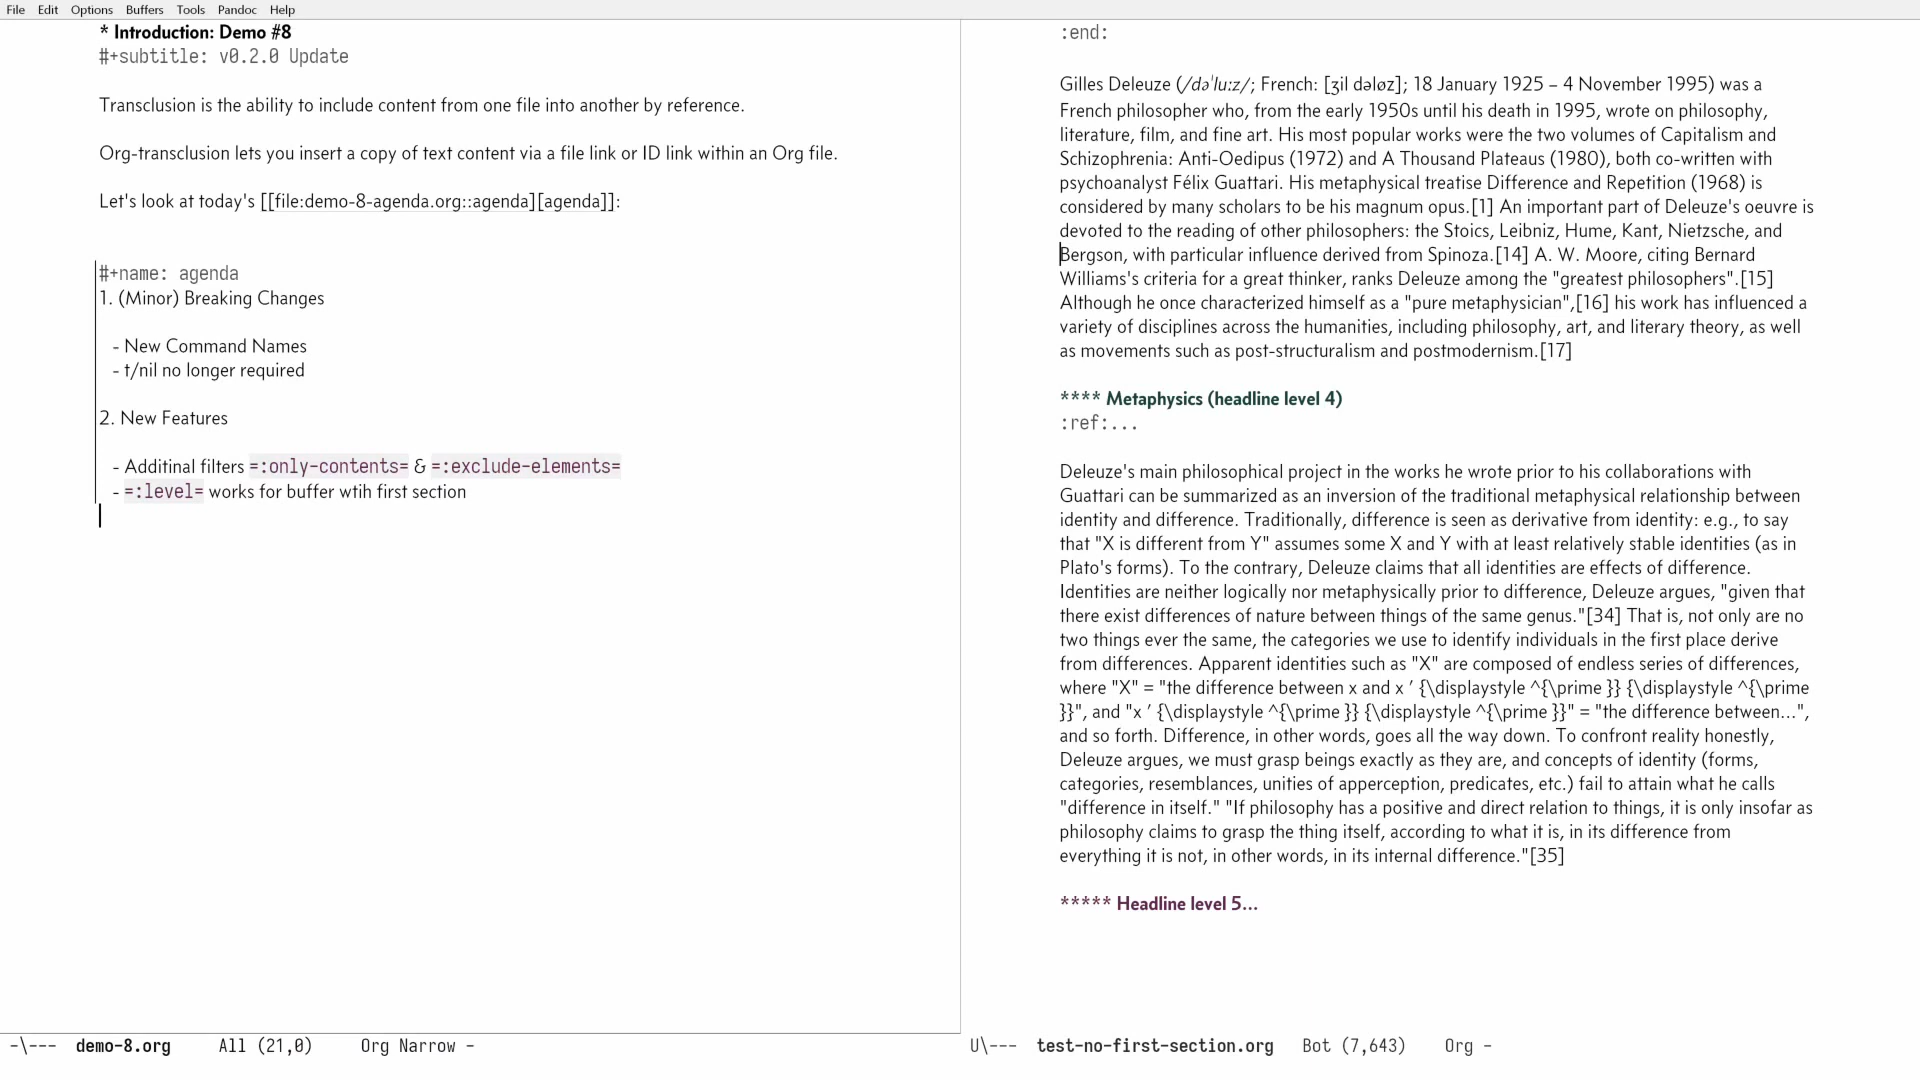 File Edit Options Buffers Tools Pandoc Help
* Introduction: Demo #8
#+subtitle: v0.2.0 Update
Transclusion is the ability to include content from one file into another by reference.
Org-transclusion lets you insert a copy of text content via a file link or ID link within an Org file.
Let's look at today's [[file:demo-8-agenda.org::agenda][agenda]]:
#+name: agenda
1. (Minor) Breaking Changes
- New Command Names
- t/nil no longer required
2. New Features
- Additinal filters =:only-contents= & =:exclude-elements=
- =:level= works for buffer wtih first section
-\--- demo-8.org All (21,0) Org Narrow -
:end:
Gilles Deleuze (/dəˈluːz/; French: [ʒil dəløz]; 18 January 1925 – 4 November 1995) was a
French philosopher who, from the early 1950s until his death in 1995, wrote on philosophy,
literature, film, and fine art. His most popular works were the two volumes of Capitalism and
Schizophrenia: Anti-Oedipus (1972) and A Thousand Plateaus (1980), both co-written with
psychoanalyst Félix Guattari. His metaphysical treatise Difference and Repetition (1968) is
considered by many scholars to be his magnum opus.[1] An important part of Deleuze's oeuvre is
devoted to the reading of other philosophers: the Stoics, Leibniz, Hume, Kant, Nietzsche, and
Bergson, with particular influence derived from Spinoza.[14] A. W. Moore, citing Bernard
Williams's criteria for a great thinker, ranks Deleuze among the "greatest philosophers".[15]
Although he once characterized himself as a "pure metaphysician",[16] his work has influenced a
variety of disciplines across the humanities, including philosophy, art, and literary theory, as well
as movements such as post-structuralism and postmodernism.[17]
**** Metaphysics (headline level 4)
:ref:...
Deleuze's main philosophical project in the works he wrote prior to his collaborations with
Guattari can be summarized as an inversion of the traditional metaphysical relationship between
identity and difference. Traditionally, difference is seen as derivative from identity: e.g., to say
that "X is different from Y" assumes some X and Y with at least relatively stable identities (as in
Plato's forms). To the contrary, Deleuze claims that all identities are effects of difference.
Identities are neither logically nor metaphysically prior to difference, Deleuze argues, "given that
there exist differences of nature between things of the same genus."[34] That is, not only are no
two things ever the same, the categories we use to identify individuals in the first place derive
from differences. Apparent identities such as "X" are composed of endless series of differences,
where "X" = "the difference between x and x ′ {\displaystyle ^{\prime }} {\displaystyle ^{\prime
}}", and "x ′ {\displaystyle ^{\prime }} {\displaystyle ^{\prime }}" = "the difference between...",
and so forth. Difference, in other words, goes all the way down. To confront reality honestly,
Deleuze argues, we must grasp beings exactly as they are, and concepts of identity (forms,
categories, resemblances, unities of apperception, predicates, etc.) fail to attain what he calls
"difference in itself." "If philosophy has a positive and direct relation to things, it is only insofar as
philosophy claims to grasp the thing itself, according to what it is, in its difference from
everything it is not, in other words, in its internal difference."[35]
***** Headline level 5...
U\--- test-no-first-section.org Bot (7,643) Org -